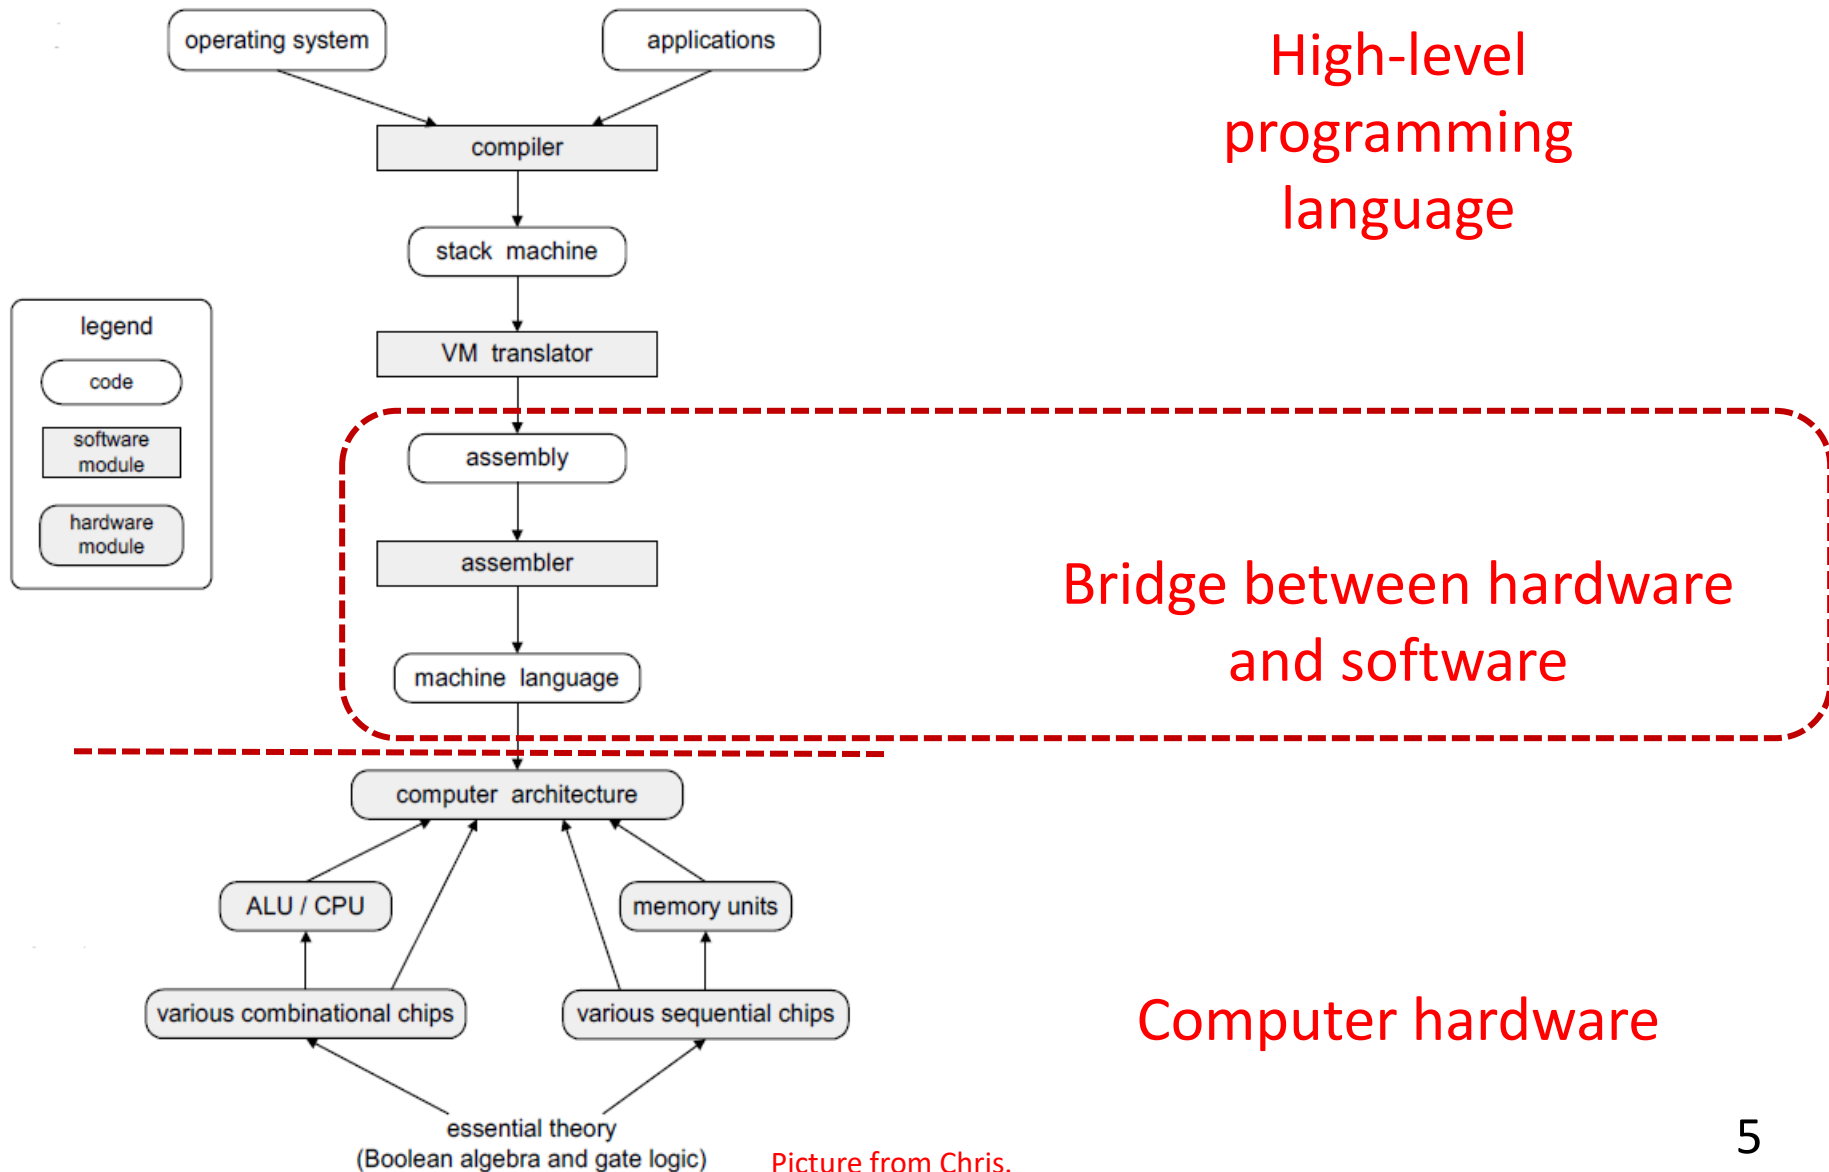 operating system
applications
High-level
programming
language
compiler
stack machine
legend
code
software
module
hardware
module
VM translator
assembly
assembler
machine language
Bridge between hardware
and software
computer architecture
ALU / CPU
memory units
various combinational chips
various sequential chips
Computer hardware
essential theory
(Boolean algebra and gate logic)
Picture from Chris.
5